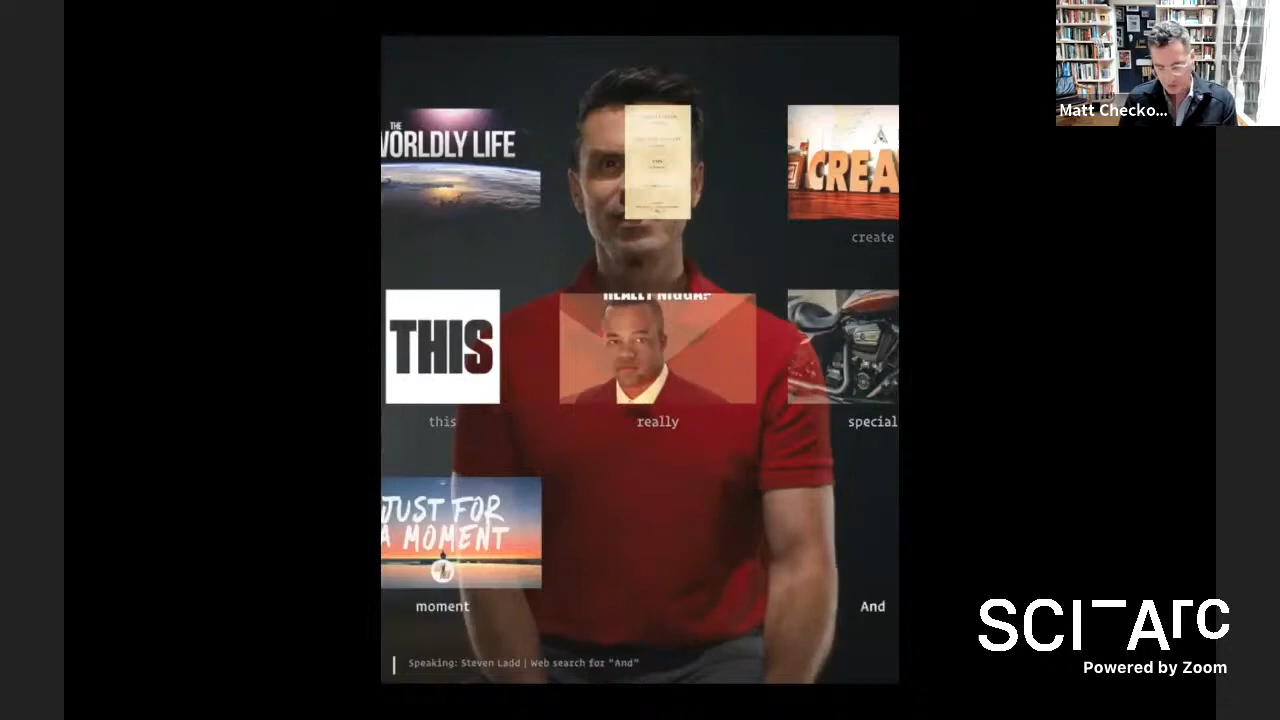 Matt Checko...
THE
WORLDLY LIFE
CREA
create
THIS
REALLY NIGGA?
this
really
special
JUST FOR
A MOMENT
moment
And
Speaking: Steven Ladd | Web search for "And"
SCI-Arc
Powered by Zoom